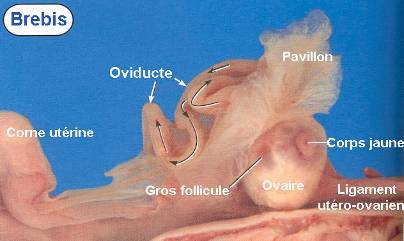 Brebis
Pavillon
Oviducte
Corne utérine
Corps jaune
Gros follicule
Ovaire
Ligament
utéro-ovarien